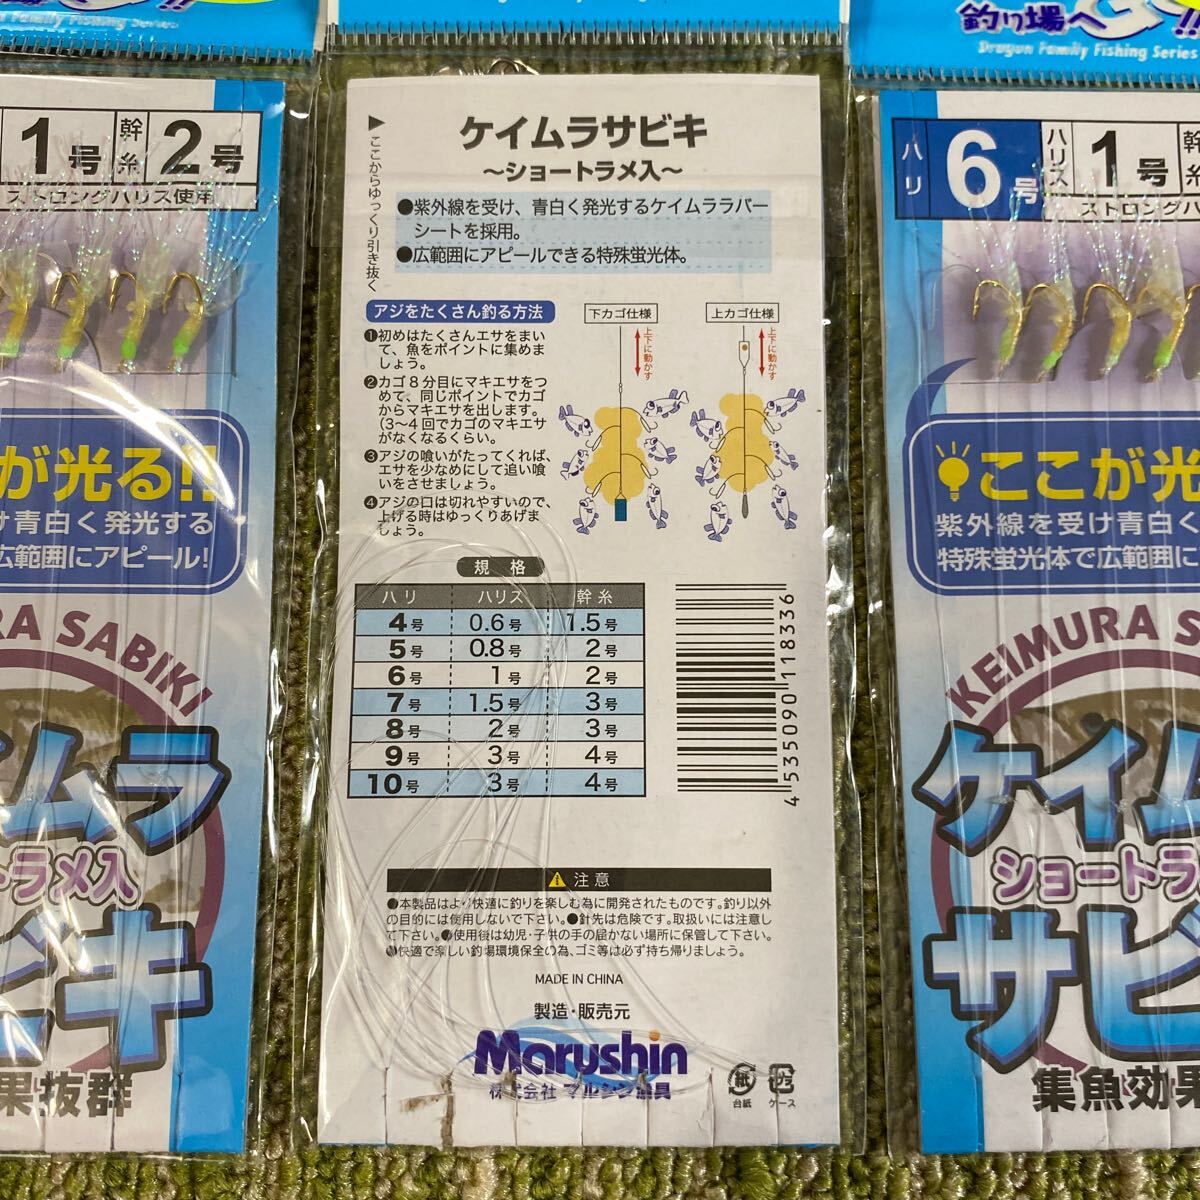 Dragon Family Fishing Series
釣り場へ GO!!
Dragon Family Fishing Series
1号 幹糸 2号
ストロングハリス使用
が光る!!
け青白く発光する
広範囲にアピール!
RA SABIKI
イムラ
トラメ入
ビキ
果抜群
▶ここからゆっくり引き抜く
ケイムラサビキ
～ショートラメ入～
●紫外線を受け、青白く発光するケイムララバー
シートを採用。
●広範囲にアピールできる特殊蛍光体。
アジをたくさん釣る方法
❶初めはたくさんエサをまい
て、魚をポイントに集めま
しょう。
❷カゴ8分目にマキエサをつ
めて、同じポイントでカゴ
からマキエサを出します。
(3〜4回でカゴのマキエサ
がなくなるくらい。
❸アジの喰いがたってくれば、
エサを少なめにして追い喰
いをさせましょう。
❹アジの口は切れやすいので、
上げる時はゆっくりあげま
しょう。
下カゴ仕様
上下に動かす
上カゴ仕様
上下に動かす
規格
ハリ ハリス 幹糸
4号 0.6号 1.5号
5号 0.8号 2号
6号 1号 2号
7号 1.5号 3号
8号 2号 3号
9号 3号 4号
10号 3号 4号
4 535090 118336
注意
●本製品はより快適に釣りを楽しむ為に開発されたものです。釣り以外
の目的には使用しないで下さい。●針先は危険です。取扱いには注意し
て下さい。●使用後は幼児・子供の手の届かない場所に保管して下さい。
●快適で楽しい釣場環境保全の為、ゴミ等は必ず持ち帰りましょう。
MADE IN CHINA
製造・販売元
Marushin
株式会社 マルシン漁具
紙 台紙
プラ ケース
ハリ 6号 ハリス 1号 幹糸
ストロングハ
ここが光
紫外線を受け青白く
特殊蛍光体で広範囲に
KEIMURA S
ケイム
ショートラ
サビ
集魚効果